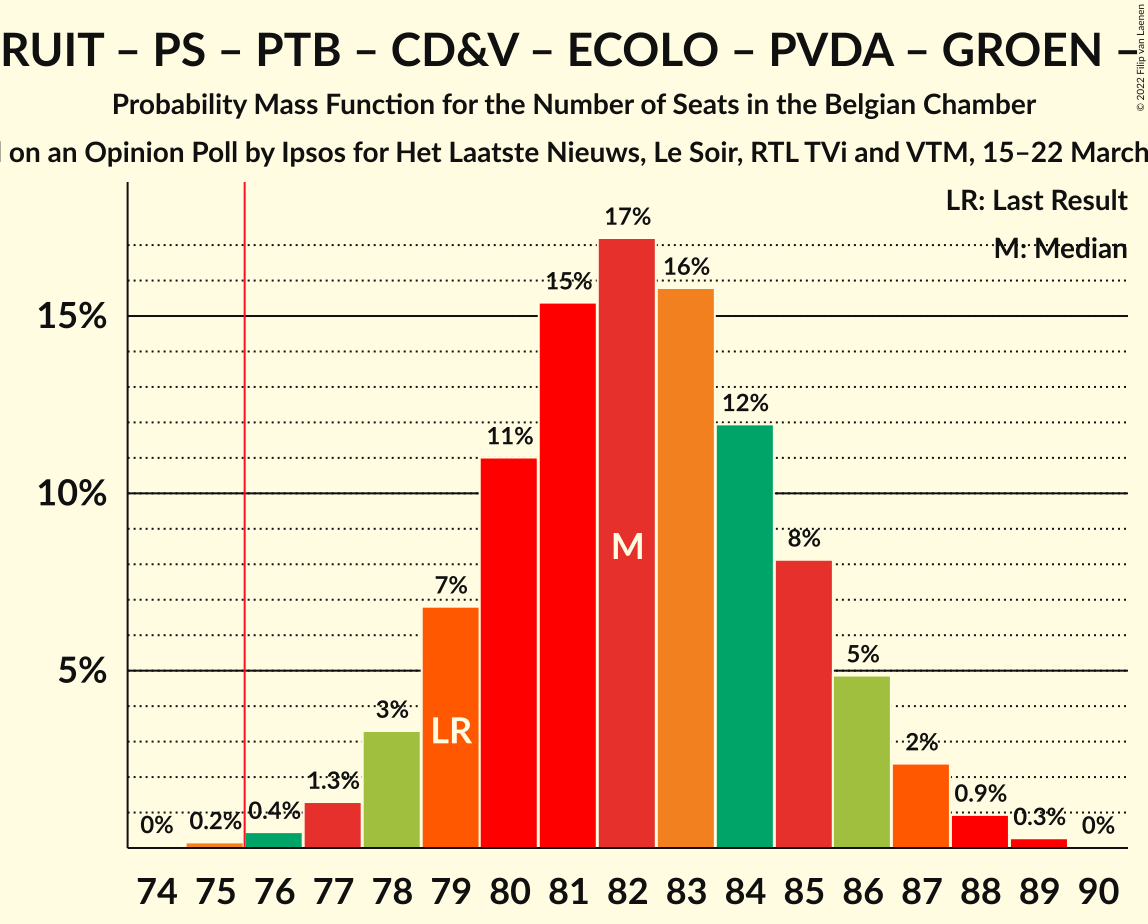 RUIT – PS – PTB – CD&V – ECOLO – PVDA – GROEN –
© 2022 Filip van Laenen
Probability Mass Function for the Number of Seats in the Belgian Chamber
on an Opinion Poll by Ipsos for Het Laatste Nieuws, Le Soir, RTL TVi and VTM, 15–22 March
LR: Last Result
M: Median
17%
16%
15%
15%
12%
11%
10%
8%
7%
5%
5%
3%
2%
1.3%
0.9%
0.4%
0.3%
0.2%
0%
0%
M
LR
74 75 76 77 78 79 80 81 82 83 84 85 86 87 88 89 90